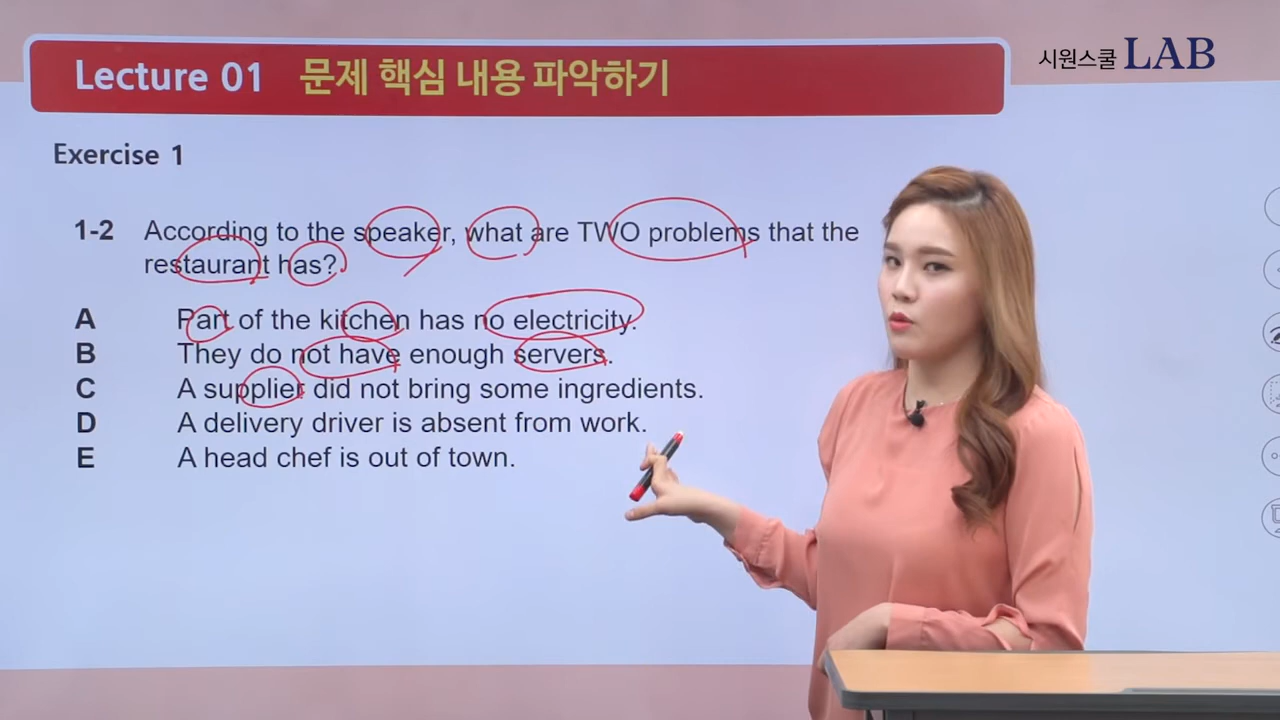 Lecture 01 문제 핵심 내용 파악하기
시원스쿨 LAB
Exercise 1
1-2 According to the speaker, what are TWO problems that the
restaurant has?
A Part of the kitchen has no electricity.
B They do not have enough servers.
C A supplier did not bring some ingredients.
D A delivery driver is absent from work.
E A head chef is out of town.